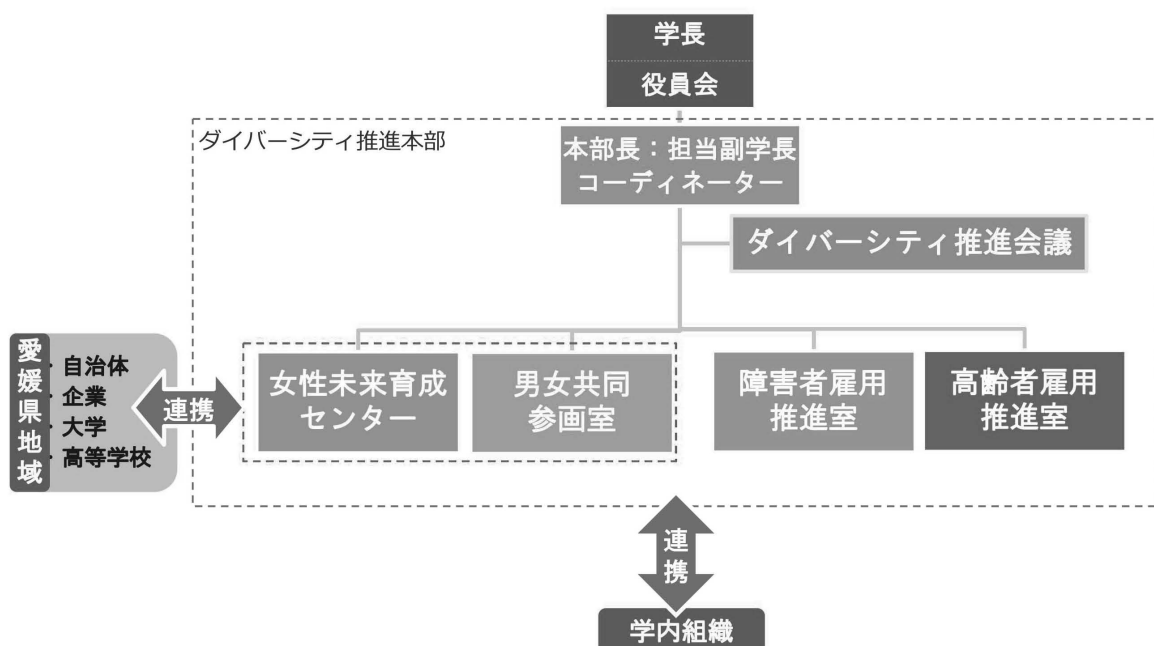 学長
役員会
ダイバーシティ推進本部
本部長：担当副学長
コーディネーター
ダイバーシティ推進会議
愛媛県地域
・自治体
・企業
・大学
・高等学校
連携
女性未来育成
センター
男女共同
参画室
障害者雇用
推進室
高齢者雇用
推進室
連携
学内組織